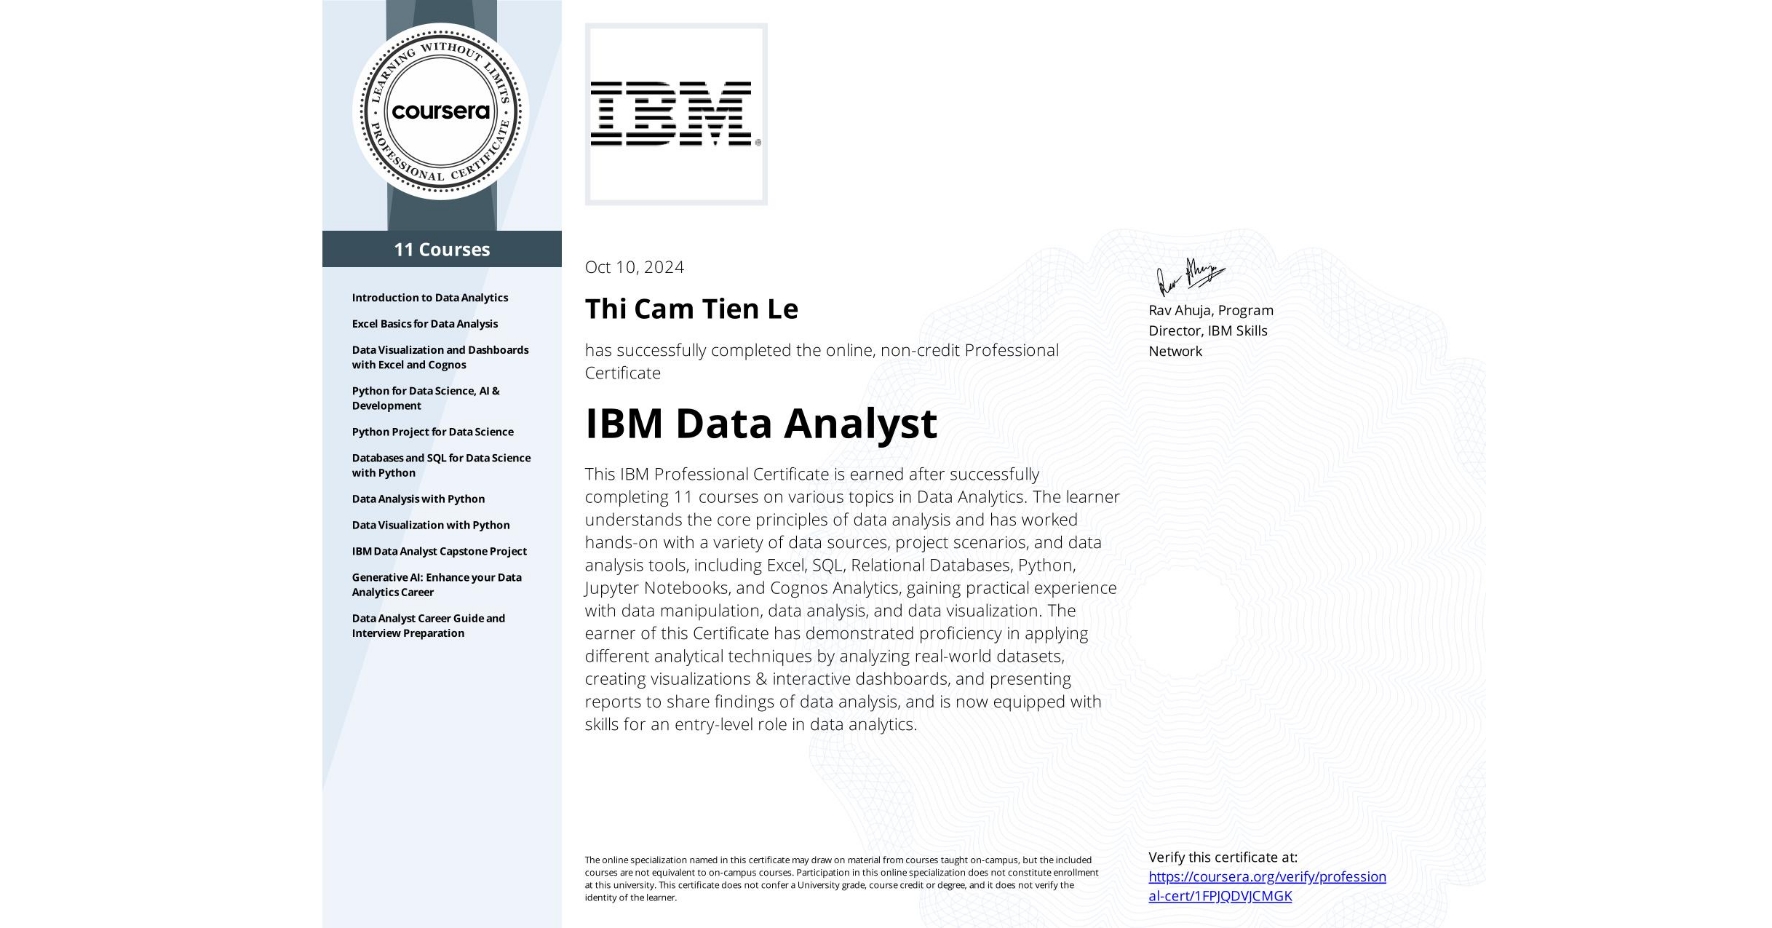 LEARNING WITHOUT LIMITS
coursera
PROFESSIONAL CERTIFICATE
11 Courses
Introduction to Data Analytics
Excel Basics for Data Analysis
Data Visualization and Dashboards
with Excel and Cognos
Python for Data Science, AI &
Development
Python Project for Data Science
Databases and SQL for Data Science
with Python
Data Analysis with Python
Data Visualization with Python
IBM Data Analyst Capstone Project
Generative AI: Enhance your Data
Analytics Career
Data Analyst Career Guide and
Interview Preparation
IBM®
Oct 10, 2024
Thi Cam Tien Le
has successfully completed the online, non-credit Professional
Certificate
IBM Data Analyst
This IBM Professional Certificate is earned after successfully
completing 11 courses on various topics in Data Analytics. The learner
understands the core principles of data analysis and has worked
hands-on with a variety of data sources, project scenarios, and data
analysis tools, including Excel, SQL, Relational Databases, Python,
Jupyter Notebooks, and Cognos Analytics, gaining practical experience
with data manipulation, data analysis, and data visualization. The
earner of this Certificate has demonstrated proficiency in applying
different analytical techniques by analyzing real-world datasets,
creating visualizations & interactive dashboards, and presenting
reports to share findings of data analysis, and is now equipped with
skills for an entry-level role in data analytics.
The online specialization named in this certificate may draw on material from courses taught on-campus, but the included
courses are not equivalent to on-campus courses. Participation in this online specialization does not constitute enrollment
at this university. This certificate does not confer a University grade, course credit or degree, and it does not verify the
identity of the learner.
Rav Ahuja
Rav Ahuja, Program
Director, IBM Skills
Network
Verify this certificate at:
https://coursera.org/verify/profession
al-cert/1FPJQDVJCMGK